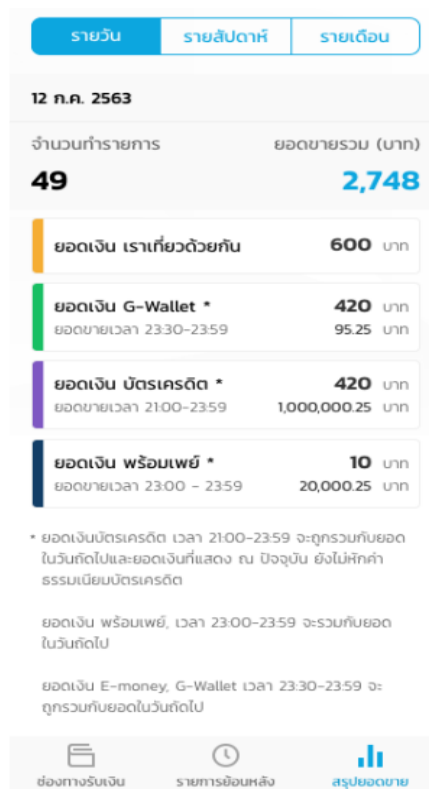 รายวัน รายสัปดาห์ รายเดือน
12 ก.ค. 2563
จำนวนทำรายการ ยอดขายรวม (บาท)
49 2,748
ยอดเงิน เราเที่ยวด้วยกัน 600 บาท
ยอดเงิน G-Wallet * 420 บาท
ยอดขายเวลา 23:30-23:59 95.25 บาท
ยอดเงิน บัตรเครดิต * 420 บาท
ยอดขายเวลา 21:00-23:59 1,000,000.25 บาท
ยอดเงิน พร้อมเพย์ * 10 บาท
ยอดขายเวลา 23:00 - 23:59 20,000.25 บาท
* ยอดเงินบัตรเครดิต เวลา 21:00-23:59 จะถูกรวมกับยอด
ในวันถัดไปและยอดเงินที่แสดง ณ ปัจจุบัน ยังไม่หักค่า
ธรรมเนียมบัตรเครดิต
ยอดเงิน พร้อมเพย์, เวลา 23:00-23:59 จะรวมกับยอด
ในวันถัดไป
ยอดเงิน E-money, G-Wallet เวลา 23:30-23:59 จะ
ถูกรวมกับยอดในวันถัดไป
ช่องทางรับเงิน รายการย้อนหลัง สรุปยอดขาย